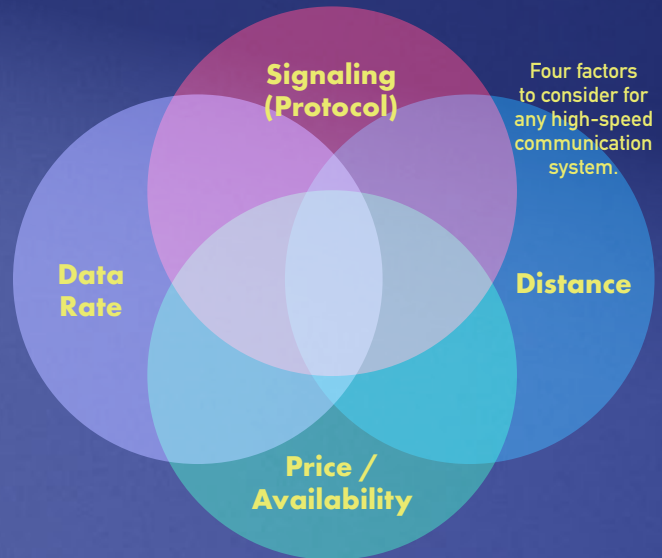 Signaling
(Protocol)
Four factors
to consider for
any high-speed
communication
system.
Data
Rate
Distance
Price /
Availability